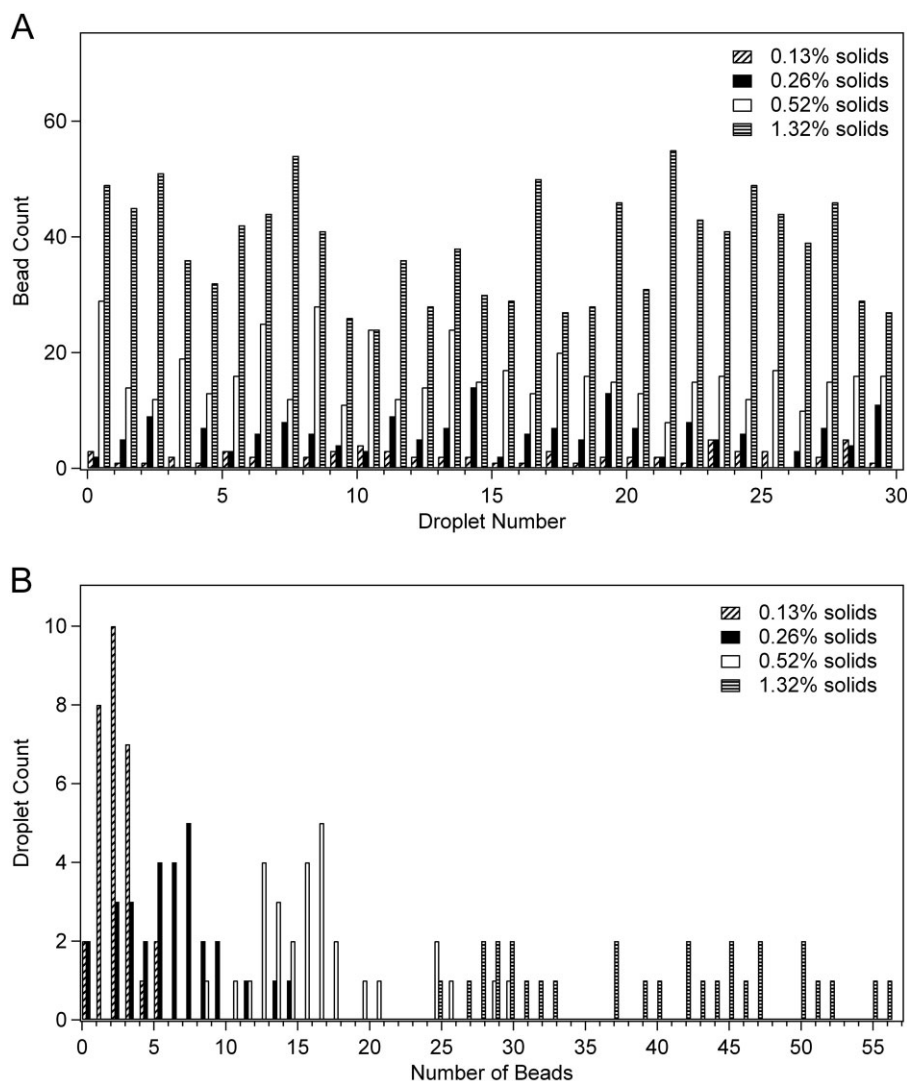 A
0.13% solids
0.26% solids
0.52% solids
1.32% solids
60
40
20
0
Bead Count
0 5 10 15 20 25 30
Droplet Number
B
0.13% solids
0.26% solids
0.52% solids
1.32% solids
10
8
6
4
2
0
Droplet Count
0 5 10 15 20 25 30 35 40 45 50 55
Number of Beads